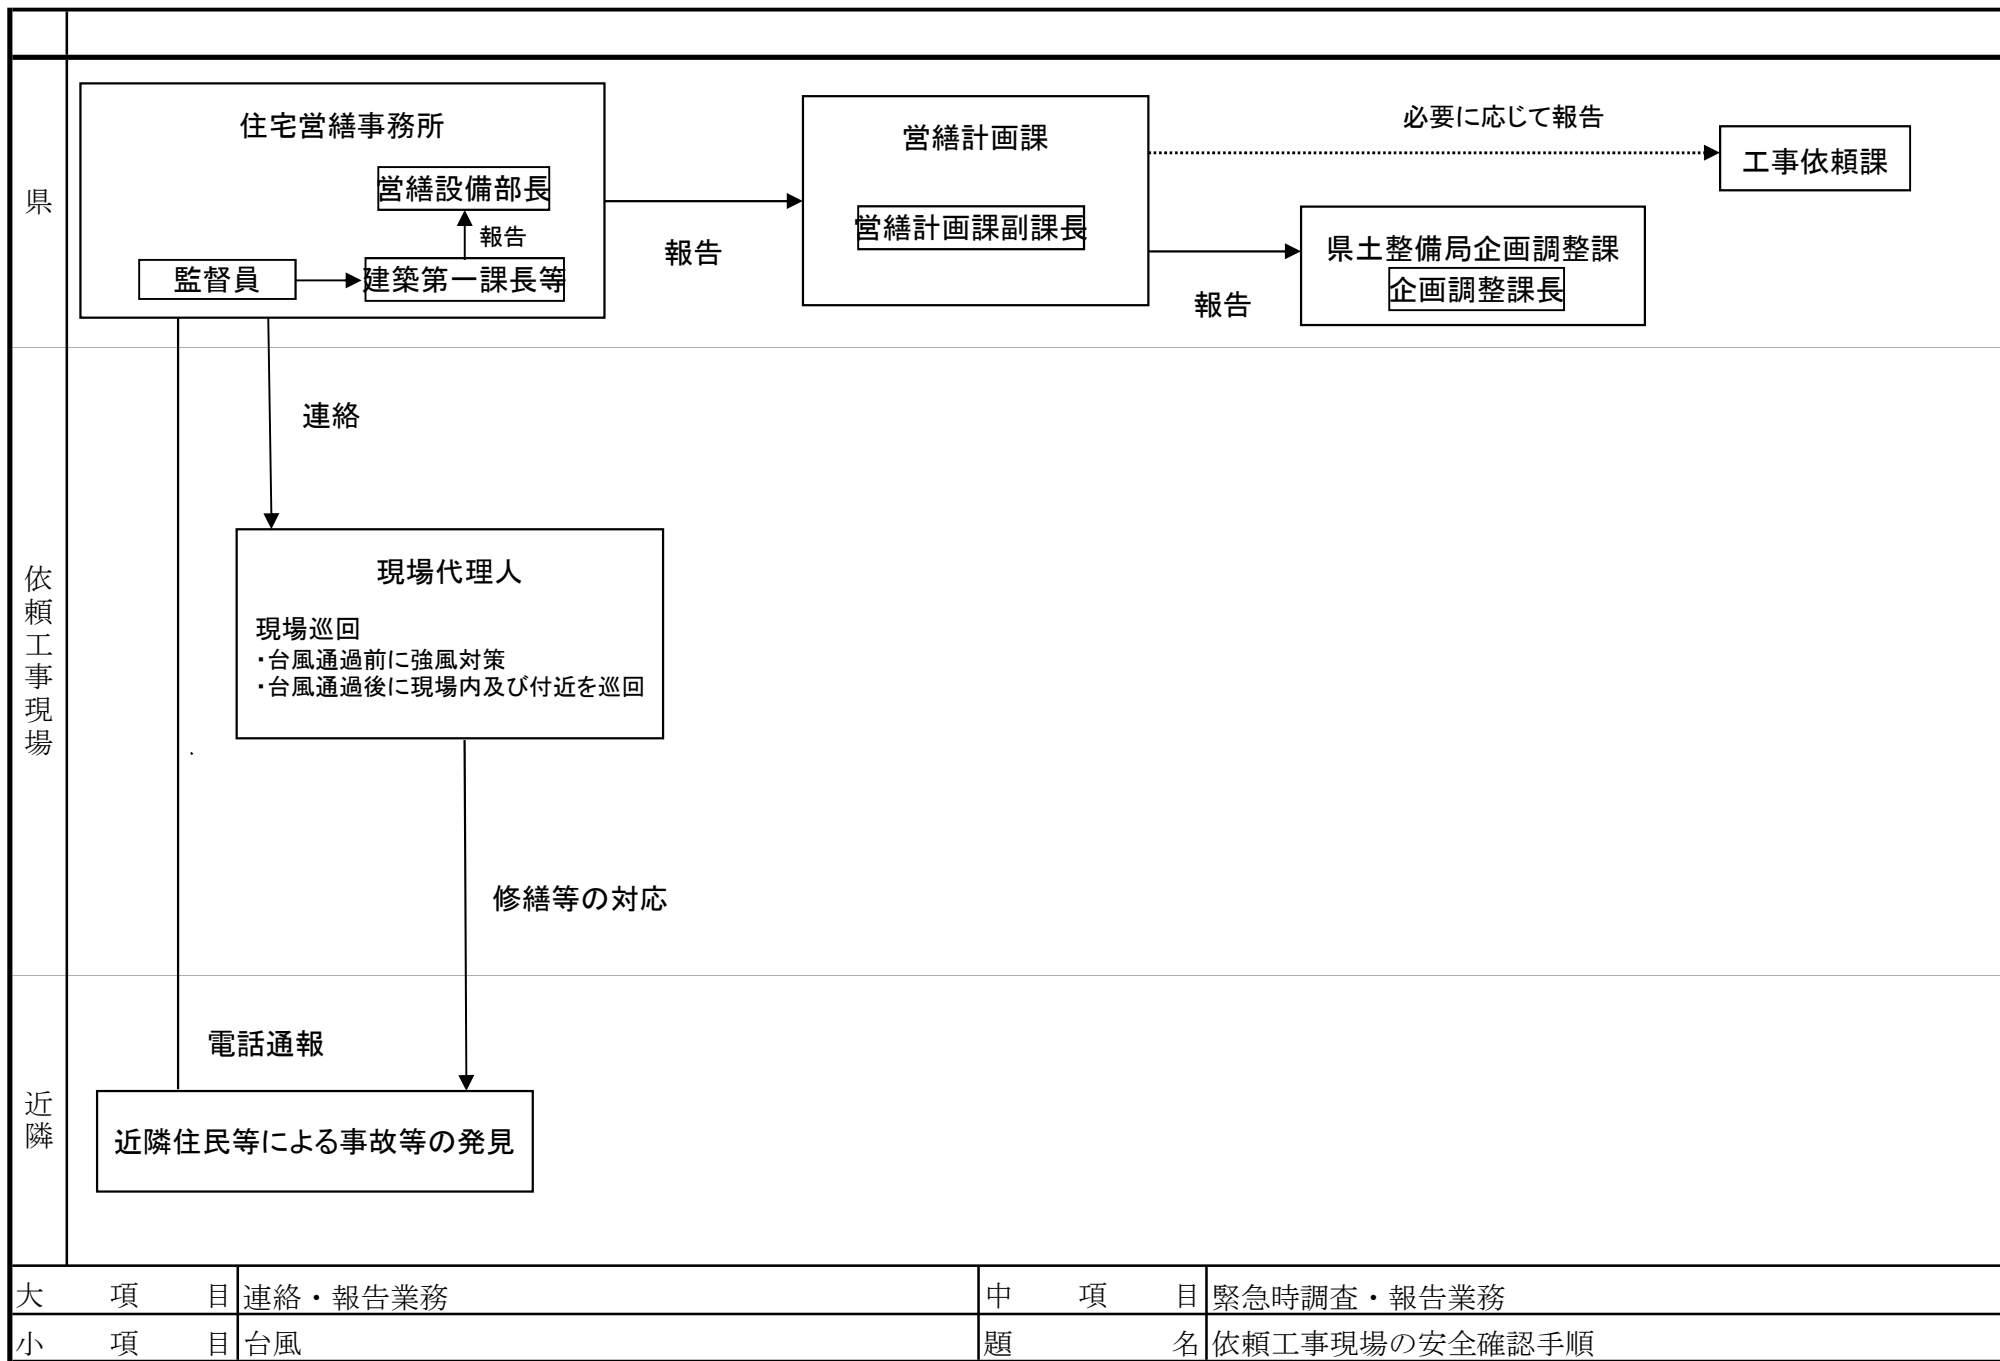 県
住宅営繕事務所
営繕設備部長
報告
監督員
建築第一課長等
報告
営繕計画課
営繕計画課副課長
必要に応じて報告
工事依頼課
報告
県土整備局企画調整課
企画調整課長
依頼工事現場
連絡
現場代理人
現場巡回
・台風通過前に強風対策
・台風通過後に現場内及び付近を巡回
修繕等の対応
近隣
電話通報
近隣住民等による事故等の発見
大項目 連絡・報告業務 中項目 緊急時調査・報告業務
小項目 台風 題名 依頼工事現場の安全確認手順